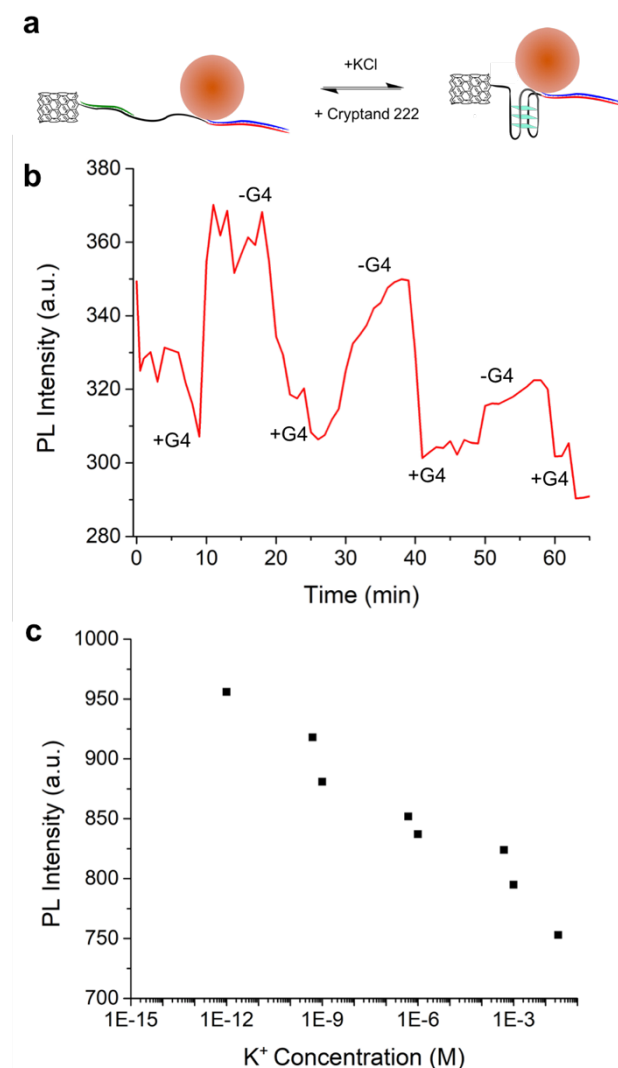 a
+KCl
+ Cryptand 222
b
380
360
340
320
300
280
PL Intensity (a.u.)
-G4
-G4
-G4
+G4
+G4
+G4
+G4
0 10 20 30 40 50 60
Time (min)
c
1000
950
900
850
800
750
700
PL Intensity (a.u.)
1E-15 1E-12 1E-9 1E-6 1E-3
K⁺ Concentration (M)